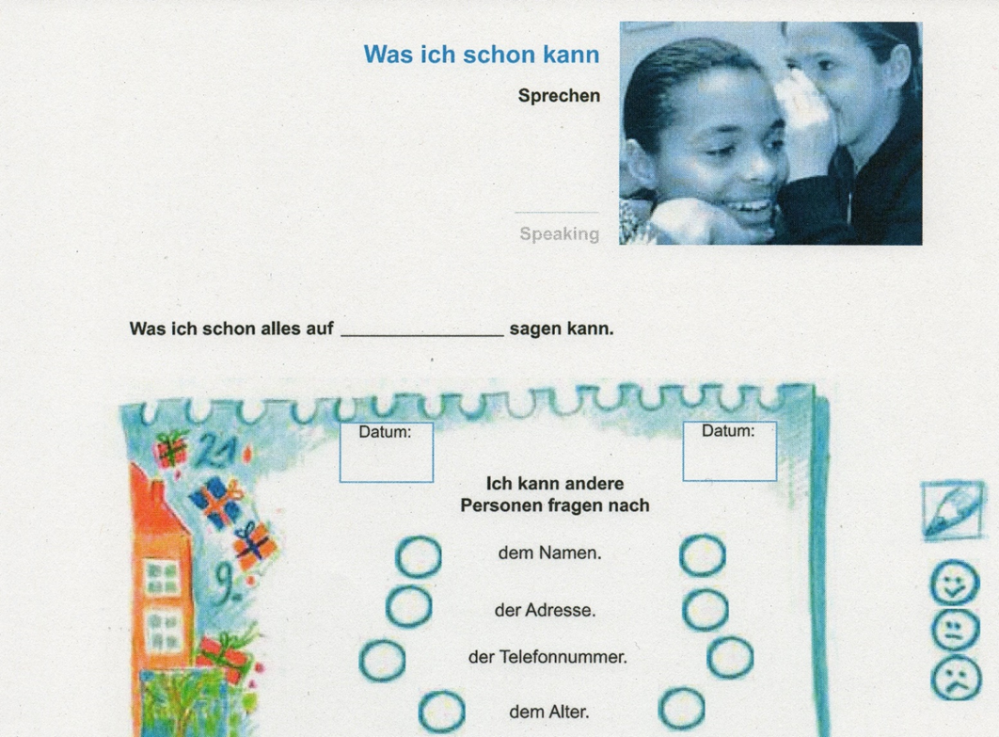 Was ich schon kann
Sprechen
Speaking
Was ich schon alles auf ________________ sagen kann.
Datum:
Datum:
21
Ich kann andere
Personen fragen nach
dem Namen.
9.
der Adresse.
der Telefonnummer.
dem Alter.